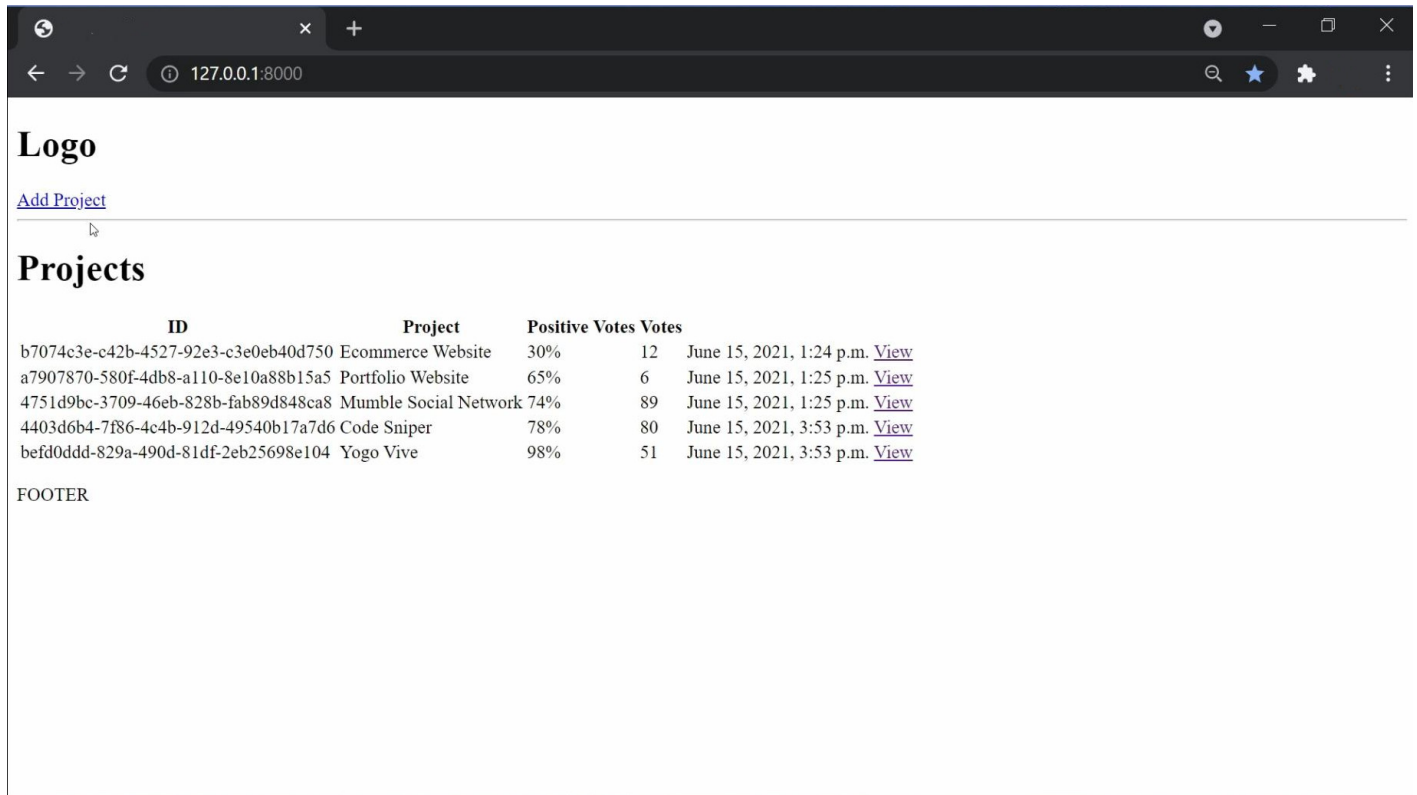 127.0.0.1:8000
Logo
Add Project
Projects
ID Project Positive Votes Votes
b7074c3e-c42b-4527-92e3-c3e0eb40d750 Ecommerce Website 30% 12 June 15, 2021, 1:24 p.m. View
a7907870-580f-4db8-a110-8e10a88b15a5 Portfolio Website 65% 6 June 15, 2021, 1:25 p.m. View
4751d9bc-3709-46eb-828b-fab89d848ca8 Mumble Social Network 74% 89 June 15, 2021, 1:25 p.m. View
4403d6b4-7f86-4c4b-912d-49540b17a7d6 Code Sniper 78% 80 June 15, 2021, 3:53 p.m. View
befd0ddd-829a-490d-81df-2eb25698e104 Yogo Vive 98% 51 June 15, 2021, 3:53 p.m. View
FOOTER